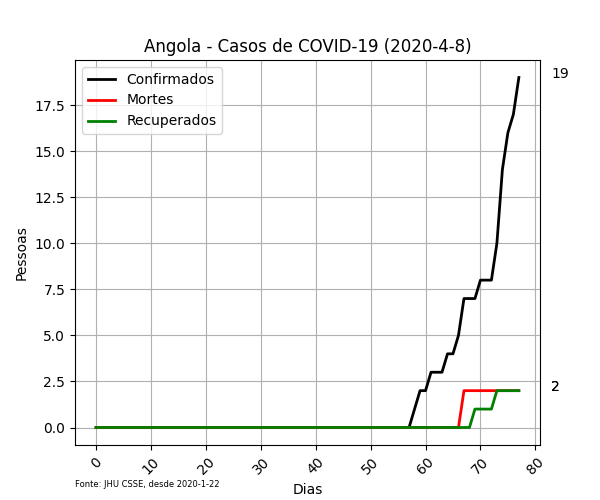 Angola - Casos de COVID-19 (2020-4-8)
Confirmados
Mortes
Recuperados
19
17.5
15.0
12.5
10.0
7.5
5.0
2.5
0.0
2
Pessoas
0 10 20 30 40 50 60 70 80
Fonte: JHU CSSE, desde 2020-1-22
Dias